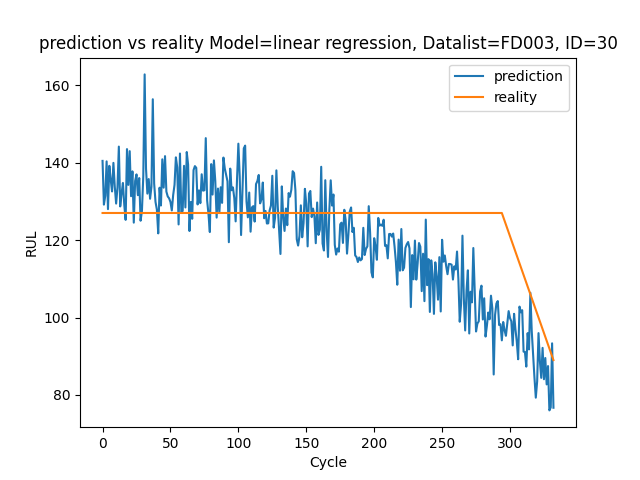 prediction vs reality Model=linear regression, Datalist=FD003, ID=30
prediction
reality
RUL
160
140
120
100
80
0
50
100
150
200
250
300
Cycle